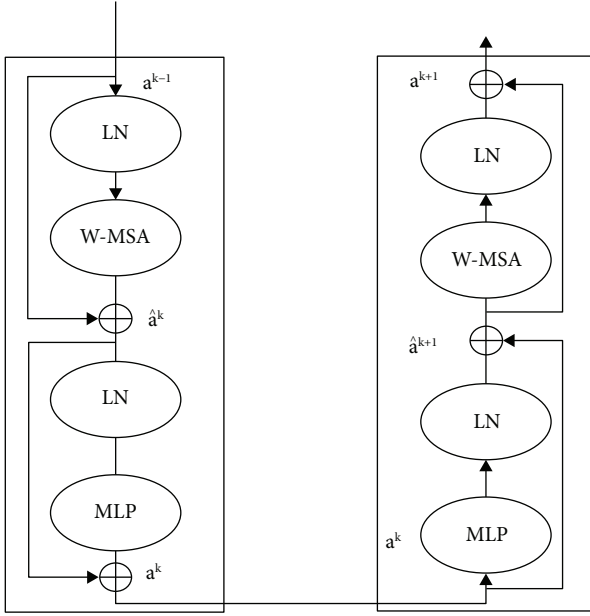 a^{k−1}
LN
W-MSA
â^k
LN
MLP
a^k
a^{k+1}
LN
W-MSA
â^{k+1}
LN
MLP
a^k